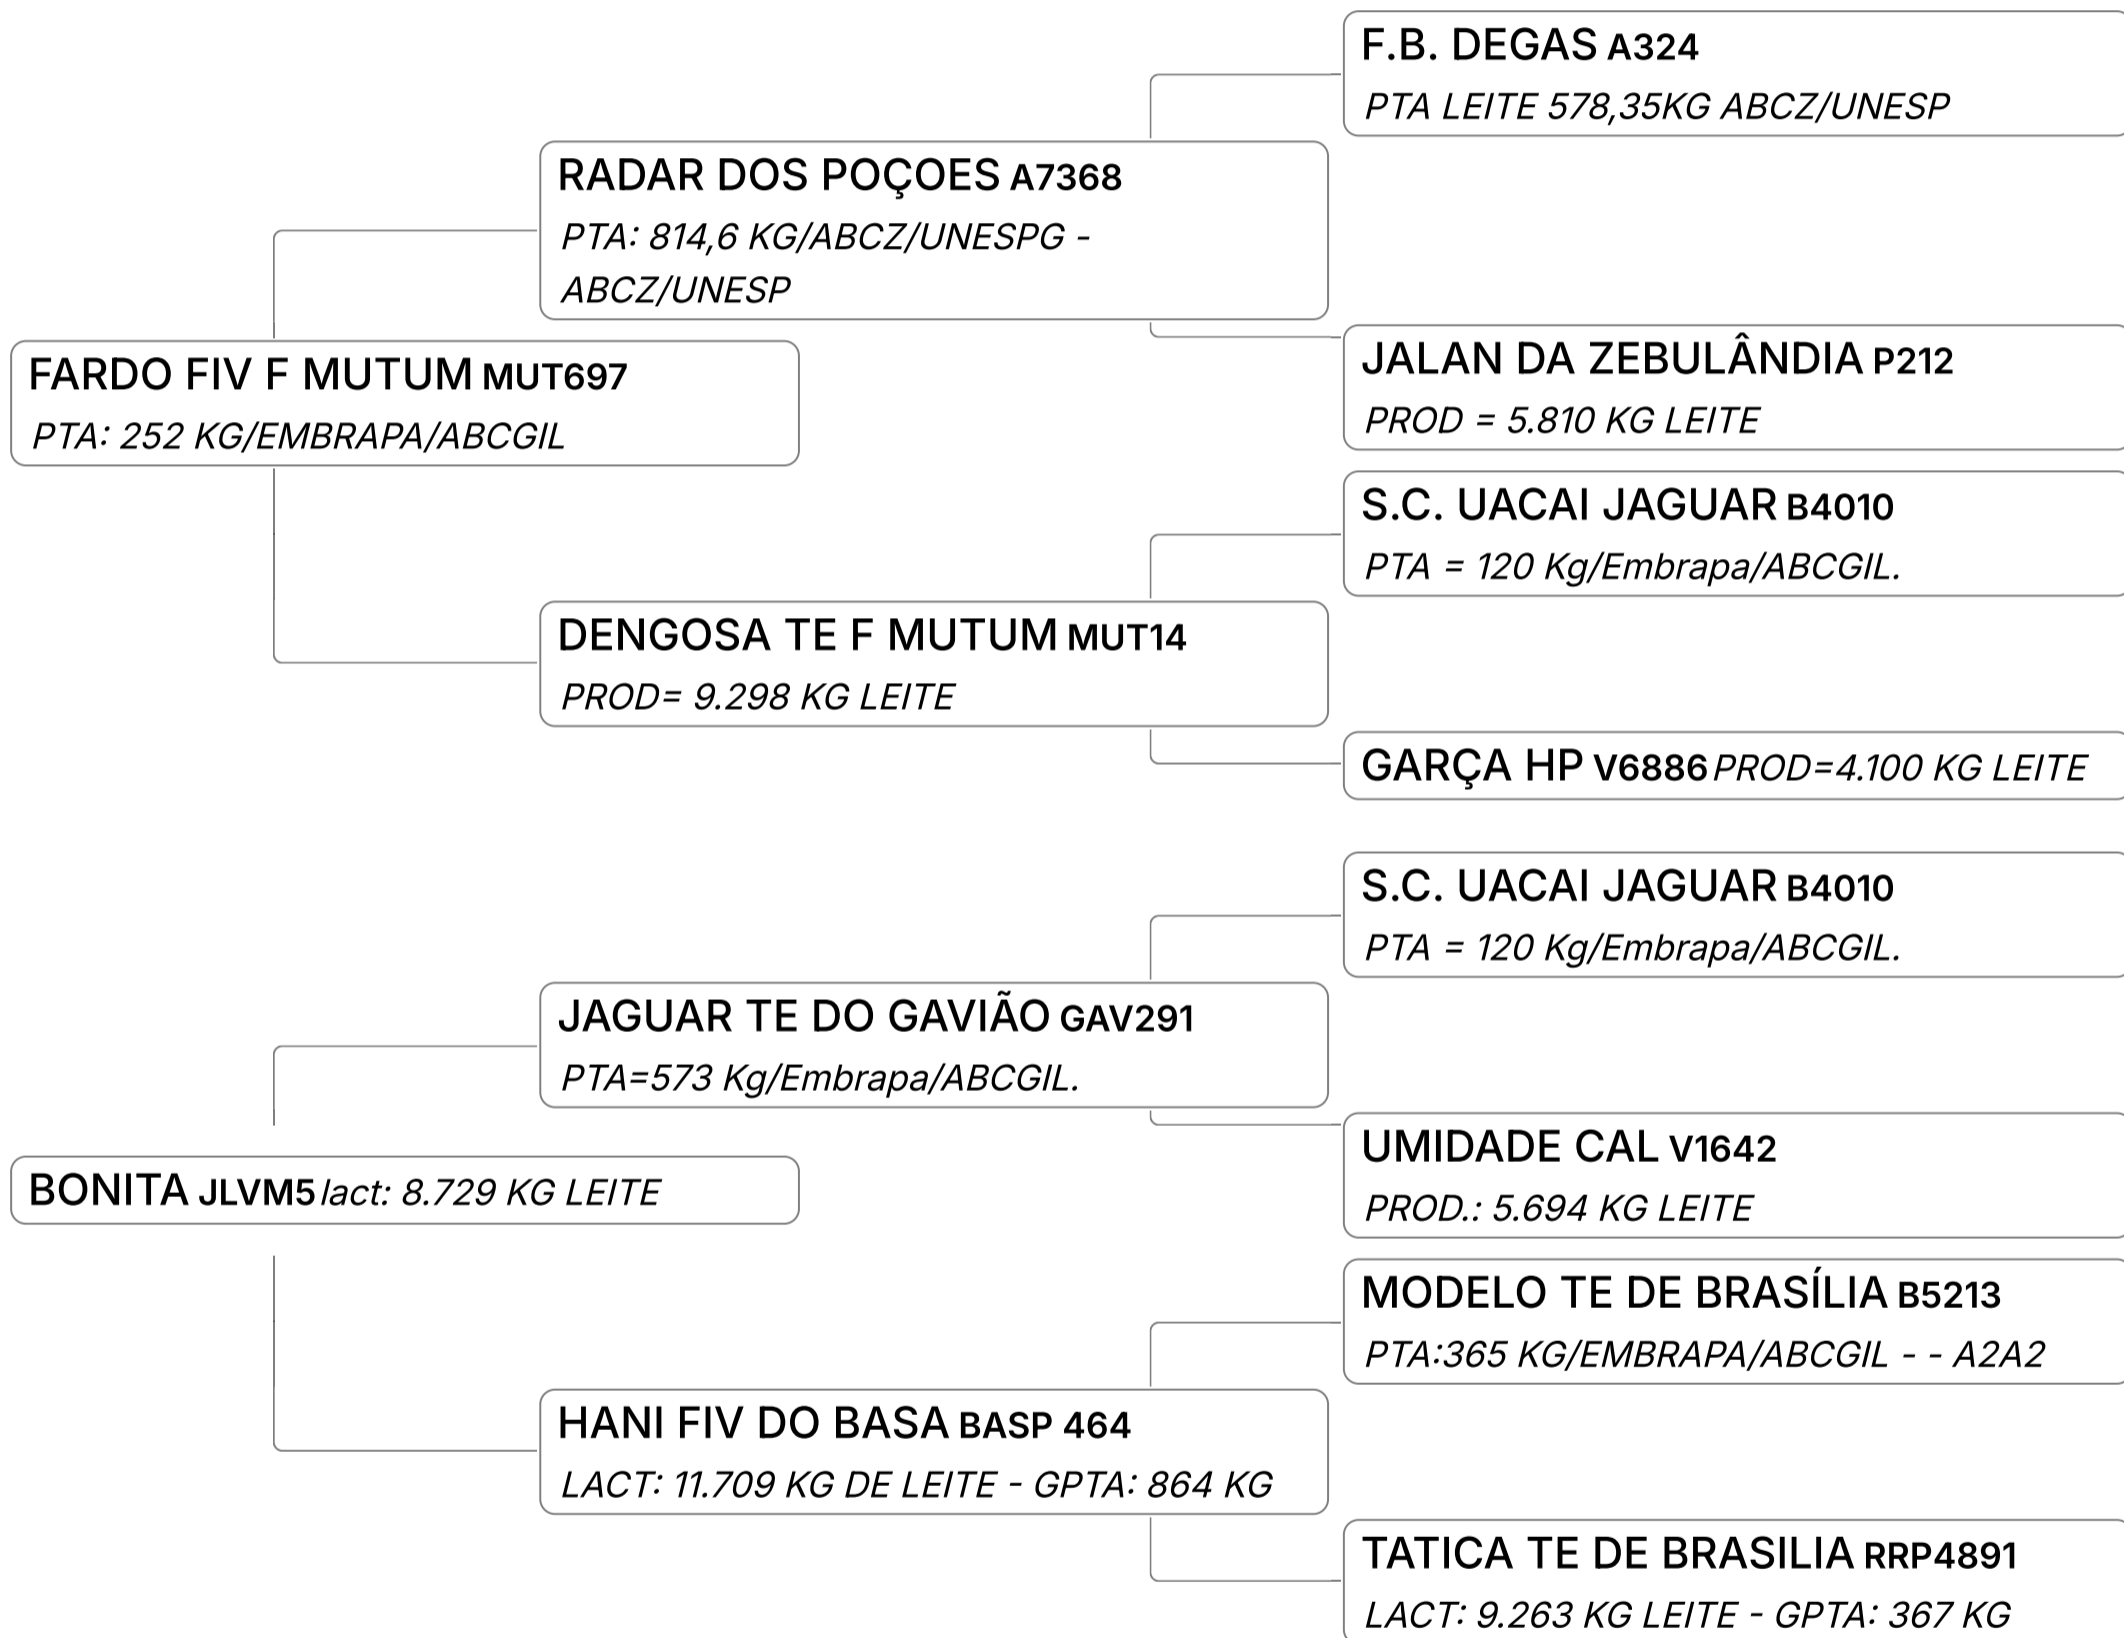 F.B. DEGAS A324
PTA LEITE 578,35KG ABCZ/UNESP
RADAR DOS POÇOES A7368
PTA: 814,6 KG/ABCZ/UNESPG -
ABCZ/UNESP
JALAN DA ZEBULÂNDIA P212
PROD = 5.810 KG LEITE
FARDO FIV F MUTUM MUT697
PTA: 252 KG/EMBRAPA/ABCGIL
S.C. UACAI JAGUAR B4010
PTA = 120 Kg/Embrapa/ABCGIL.
DENGOSA TE F MUTUM MUT14
PROD= 9.298 KG LEITE
GARÇA HP V6886 PROD=4.100 KG LEITE
S.C. UACAI JAGUAR B4010
PTA = 120 Kg/Embrapa/ABCGIL.
JAGUAR TE DO GAVIÃO GAV291
PTA=573 Kg/Embrapa/ABCGIL.
UMIDADE CAL V1642
PROD.: 5.694 KG LEITE
BONITA JLVM5 lact: 8.729 KG LEITE
MODELO TE DE BRASÍLIA B5213
PTA:365 KG/EMBRAPA/ABCGIL - - A2A2
HANI FIV DO BASA BASP 464
LACT: 11.709 KG DE LEITE - GPTA: 864 KG
TATICA TE DE BRASILIA RRP4891
LACT: 9.263 KG LEITE - GPTA: 367 KG